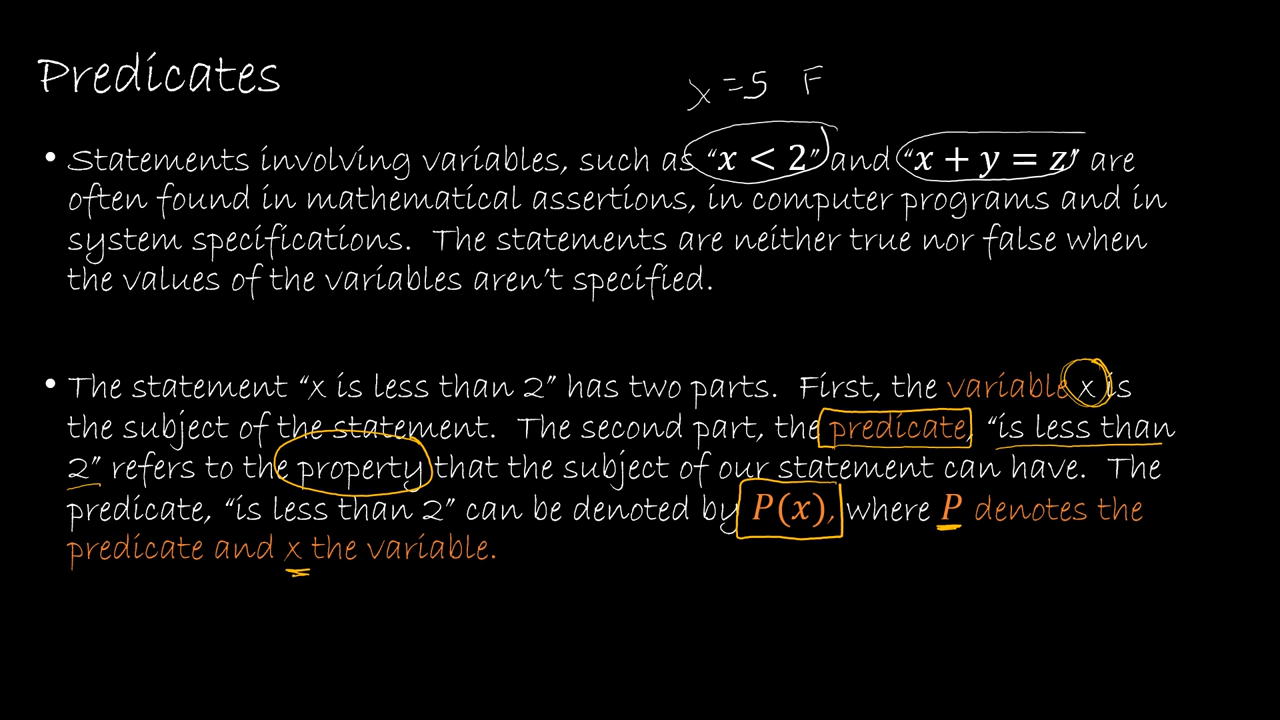 Predicates
x = 5 F
• Statements involving variables, such as “x < 2” and “x + y = z” are
often found in mathematical assertions, in computer programs and in
system specifications. The statements are neither true nor false when
the values of the variables aren’t specified.
• The statement “x is less than 2” has two parts. First, the variable x is
the subject of the statement. The second part, the predicate, “is less than
2” refers to the property that the subject of our statement can have. The
predicate, “is less than 2” can be denoted by P(x), where P denotes the
predicate and x the variable.